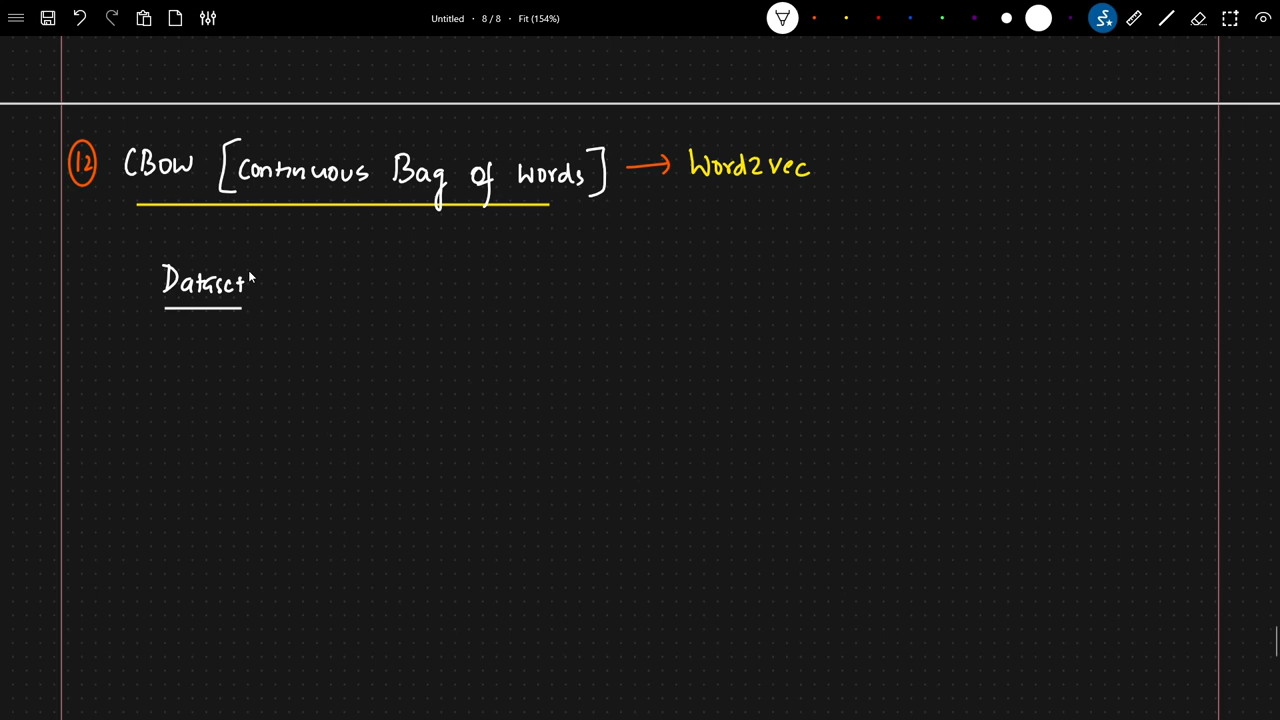 Untitled • 8 / 8 • Fit (154%)
12 CBOW [Continuous Bag of words] → Word2vec
Dataset